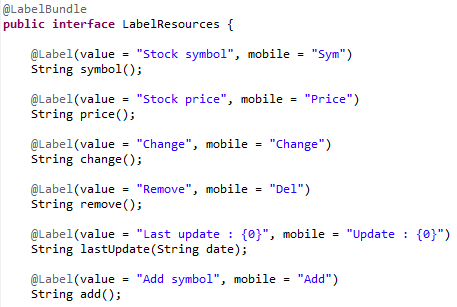 @LabelBundle
public interface LabelResources {
@Label(value = "Stock symbol", mobile = "Sym")
String symbol();
@Label(value = "Stock price", mobile = "Price")
String price();
@Label(value = "Change", mobile = "Change")
String change();
@Label(value = "Remove", mobile = "Del")
String remove();
@Label(value = "Last update : {0}", mobile = "Update : {0}")
String lastUpdate(String date);
@Label(value = "Add symbol", mobile = "Add")
String add();